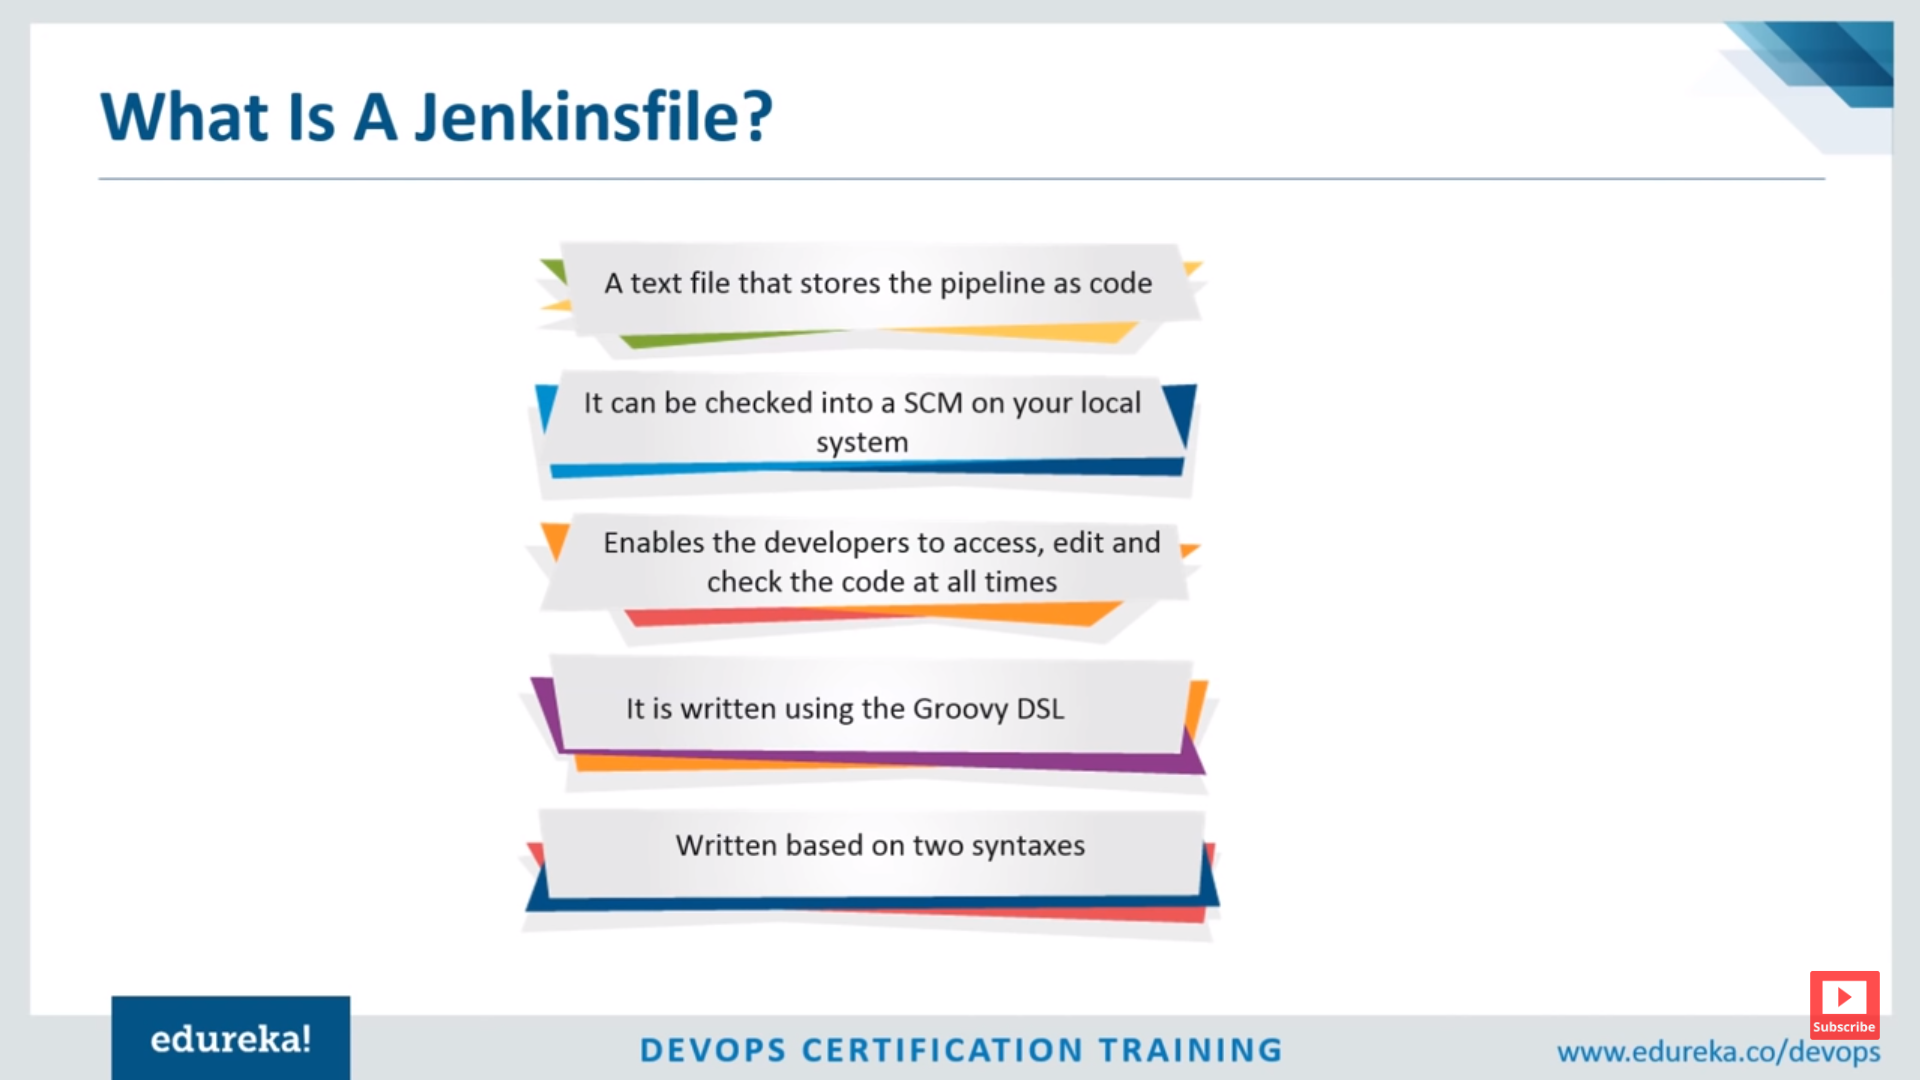 What Is A Jenkinsfile?
A text file that stores the pipeline as code
It can be checked into a SCM on your local
system
Enables the developers to access, edit and
check the code at all times
It is written using the Groovy DSL
Written based on two syntaxes
edureka!
DEVOPS CERTIFICATION TRAINING
Subscribe
www.edureka.co/devops